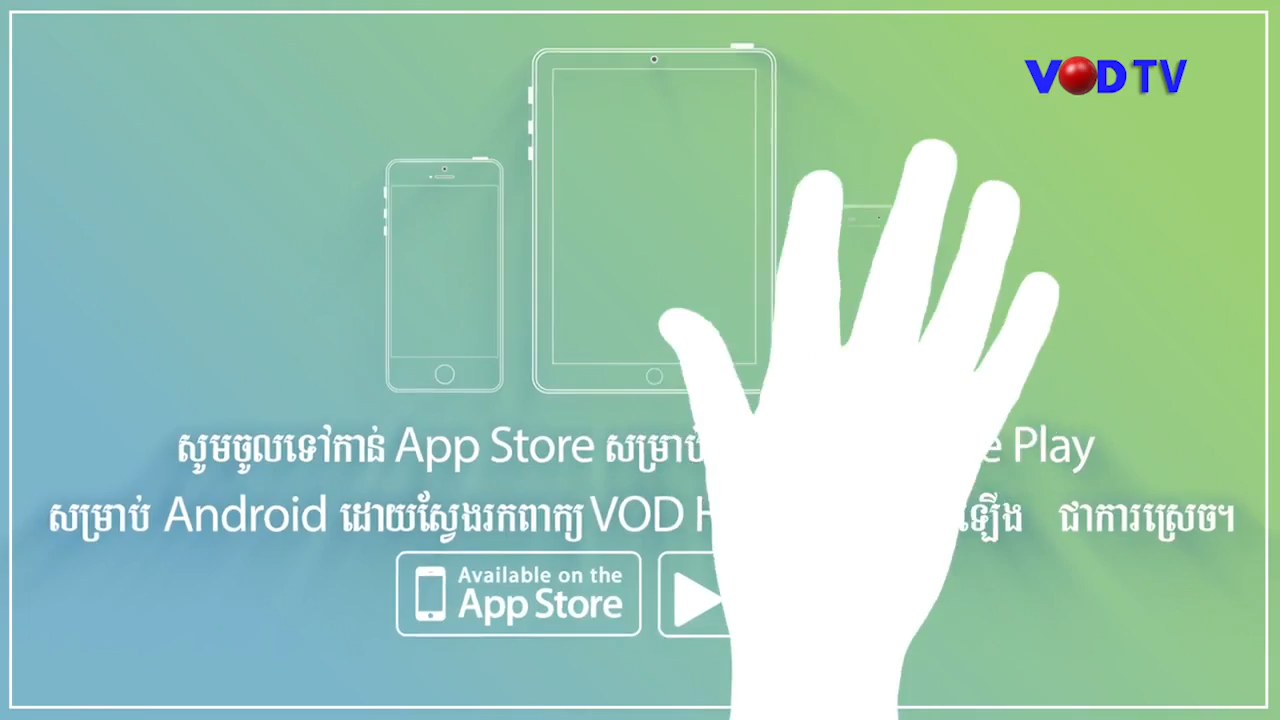 VOD TV
សូមចូលទៅកាន់ App Store សម្រាប់ Play
សម្រាប់ Android ដោយស្វែងរកពាក្យ VOD ឡើង ជាការស្រេច។
Available on the
App Store